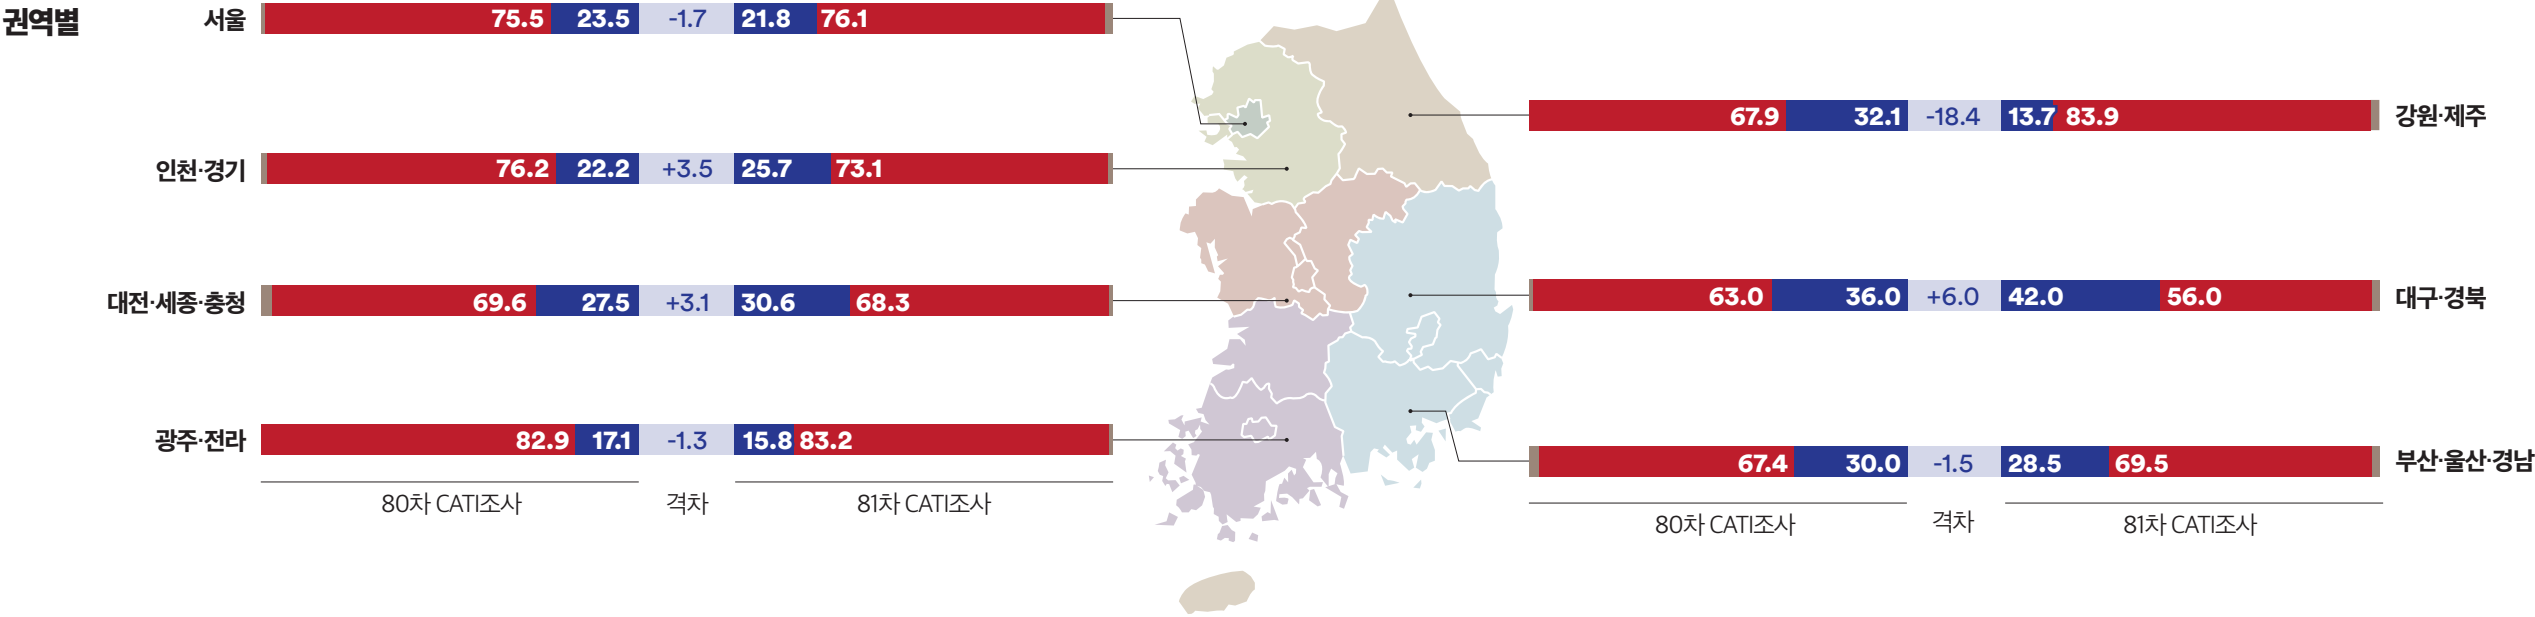 권역별
서울 75.5 23.5 -1.7 21.8 76.1
인천·경기 76.2 22.2 +3.5 25.7 73.1
대전·세종·충청 69.6 27.5 +3.1 30.6 68.3
광주·전라 82.9 17.1 -1.3 15.8 83.2
80차 CATI조사 격차 81차 CATI조사
67.9 32.1 -18.4 13.7 83.9 강원·제주
63.0 36.0 +6.0 42.0 56.0 대구·경북
67.4 30.0 -1.5 28.5 69.5 부산·울산·경남
80차 CATI조사 격차 81차 CATI조사